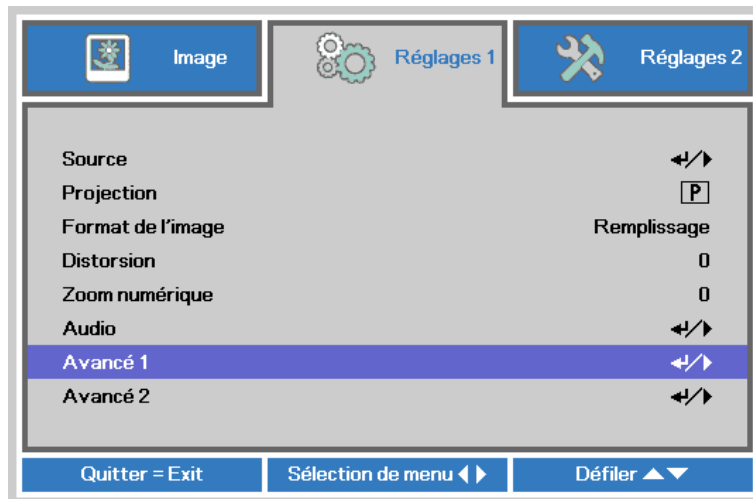 Image
Réglages 1
Réglages 2
Source
Projection P
Format de l'image Remplissage
Distorsion 0
Zoom numérique 0
Audio
Avancé 1
Avancé 2
Quitter = Exit
Sélection de menu
Défiler